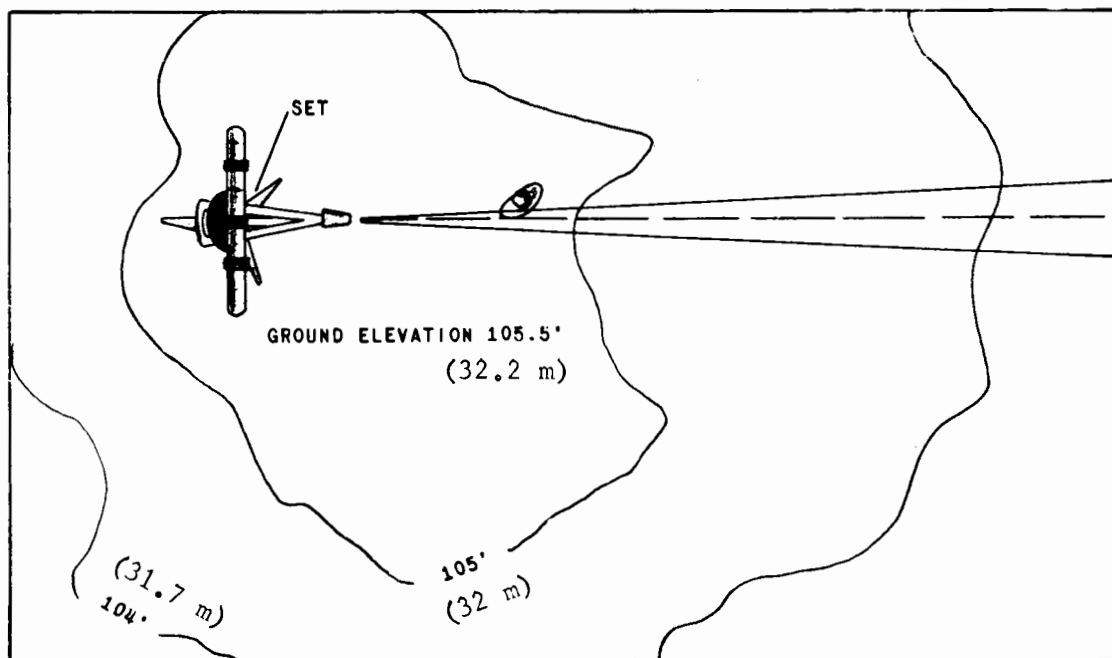 SET
GROUND ELEVATION 105.5'
(32.2 m)
(31.7 m)
104'
105'
(32 m)